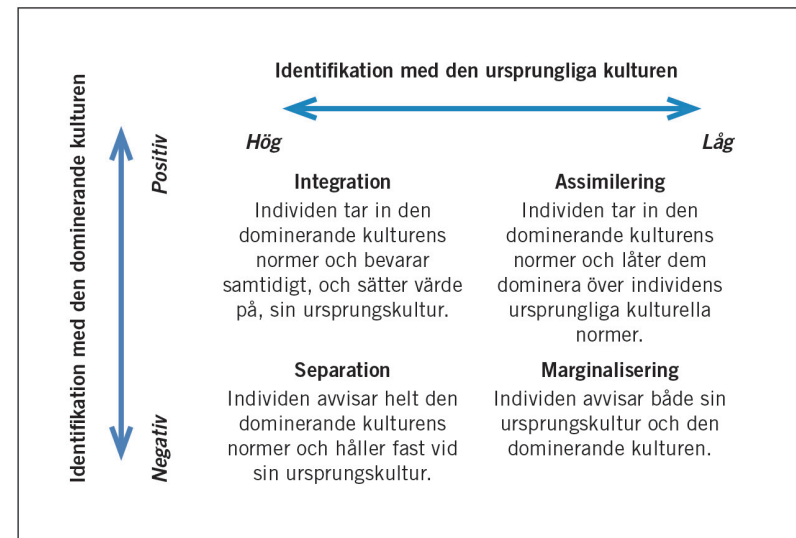 Identifikation med den ursprungliga kulturen
Hög
Låg
Identifikation med den dominerande kulturen
Positiv
Negativ
Integration
Individen tar in den
dominerande kulturens
normer och bevarar
samtidigt, och sätter värde
på, sin ursprungskultur.
Assimilering
Individen tar in den
dominerande kulturens
normer och låter dem
dominera över individens
ursprungliga kulturella
normer.
Separation
Individen avvisar helt den
dominerande kulturens
normer och håller fast vid
sin ursprungskultur.
Marginalisering
Individen avvisar både sin
ursprungskultur och den
dominerande kulturen.